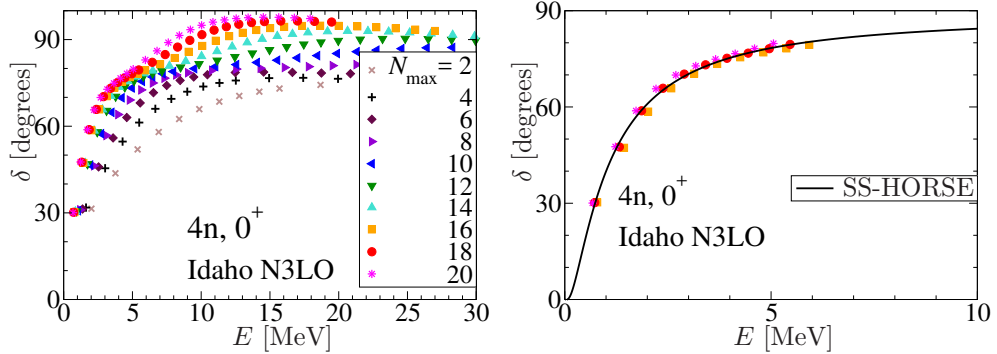 90
60
30
0
δ [degrees]
0 5 10 15 20 25 30
E [MeV]
4n, 0⁺
Idaho N3LO
N_max = 2
4
6
8
10
12
14
16
18
20
90
60
30
0
δ [degrees]
0 5 10
E [MeV]
4n, 0⁺
Idaho N3LO
SS-HORSE